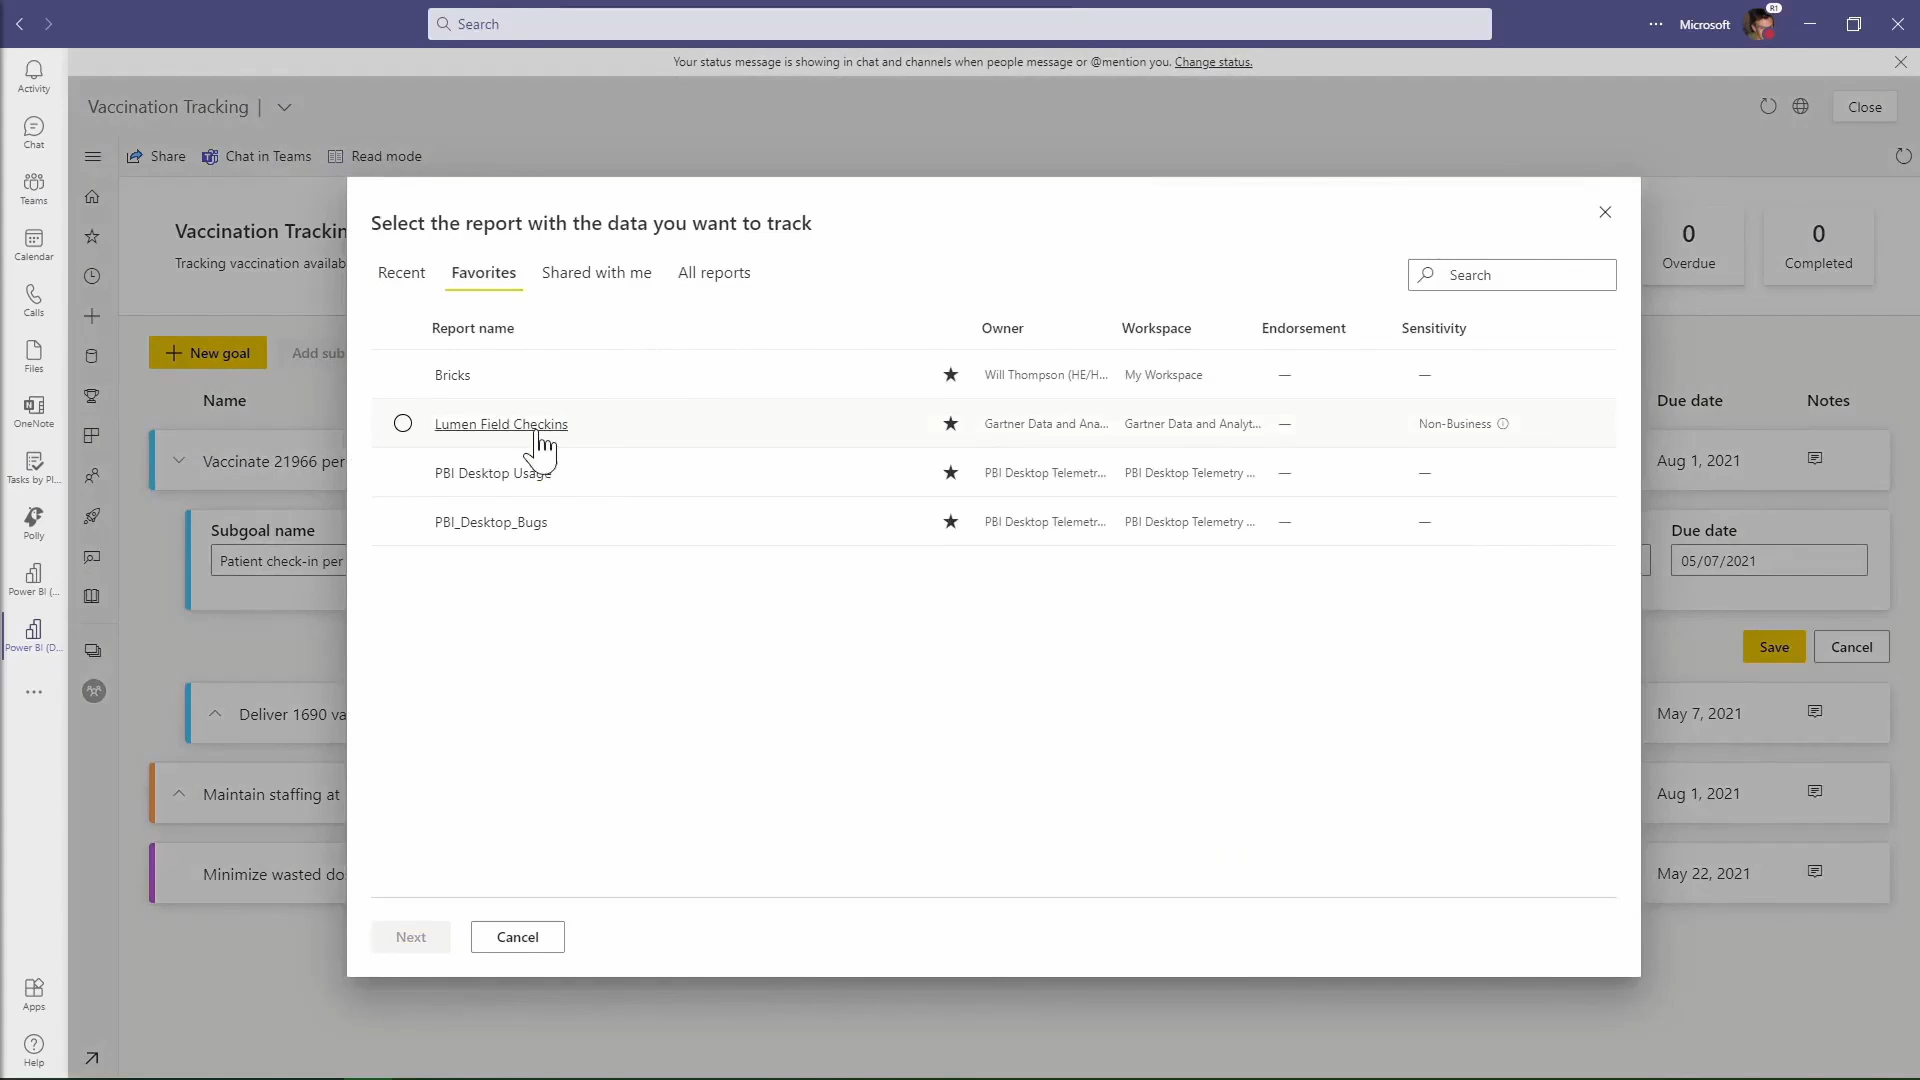 Search
Microsoft
R1
Your status message is showing in chat and channels when people message or @mention you. Change status.
Activity
Chat
Teams
Calendar
Calls
Files
OneNote
Tasks by Pl...
Polly
Power BI (...
Power BI (D...
Apps
Help
Vaccination Tracking |
Close
Share
Chat in Teams
Read mode
Vaccination Trackin
Tracking vaccination availab
0
Overdue
0
Completed
New goal
Add sub
Name
Due date
Notes
Vaccinate 21966 per
Aug 1, 2021
Subgoal name
Patient check-in per
Due date
05/07/2021
Save
Cancel
Deliver 1690 va
May 7, 2021
Maintain staffing at
Aug 1, 2021
Minimize wasted do
May 22, 2021
Select the report with the data you want to track
Recent
Favorites
Shared with me
All reports
Search
Report name Owner Workspace Endorsement Sensitivity
Bricks Will Thompson (HE/H... My Workspace — —
Lumen Field Checkins Gartner Data and Ana... Gartner Data and Analyt... — Non-Business
PBI Desktop Usage PBI Desktop Telemetr... PBI Desktop Telemetry ... — —
PBI_Desktop_Bugs PBI Desktop Telemetr... PBI Desktop Telemetry ... — —
Next
Cancel